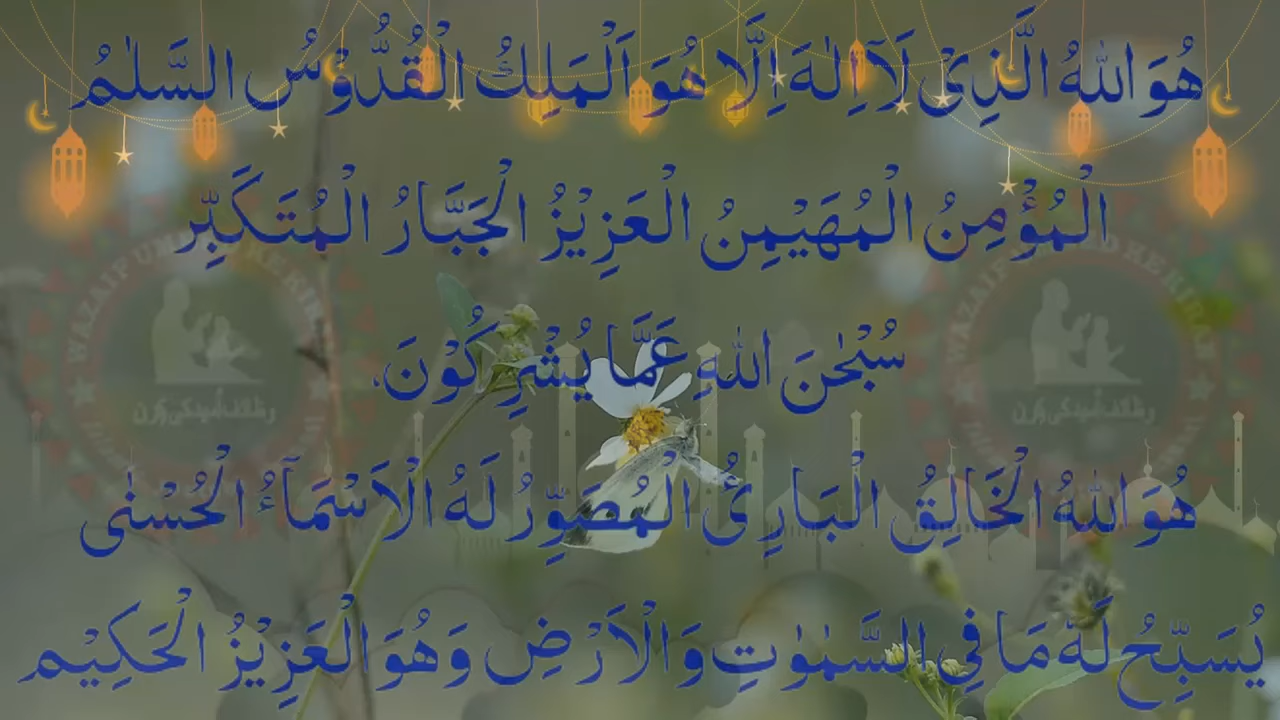 هُوَ اللهُ الَّذِیْ لَآ اِلٰهَ اِلَّا هُوَ اَلْمَلِكُ الْقُدُّوْسُ السَّلٰمُ
الْمُؤْمِنُ الْمُهَیْمِنُ الْعَزِیْزُ الْجَبَّارُ الْمُتَكَبِّر
سُبْحٰنَ اللهِ عَمَّا یُشْرِكُوْنَ.
هُوَ اللهُ الْخَالِقُ الْبَارِئُ الْمُصَوِّرُ لَهُ الْاَسْمَآءُ الْحُسْنٰى
یُسَبِّحُ لَهٗ مَا فِی السَّمٰوٰتِ وَالْاَرْضِ وَهُوَ الْعَزِیْزُ الْحَكِیْم